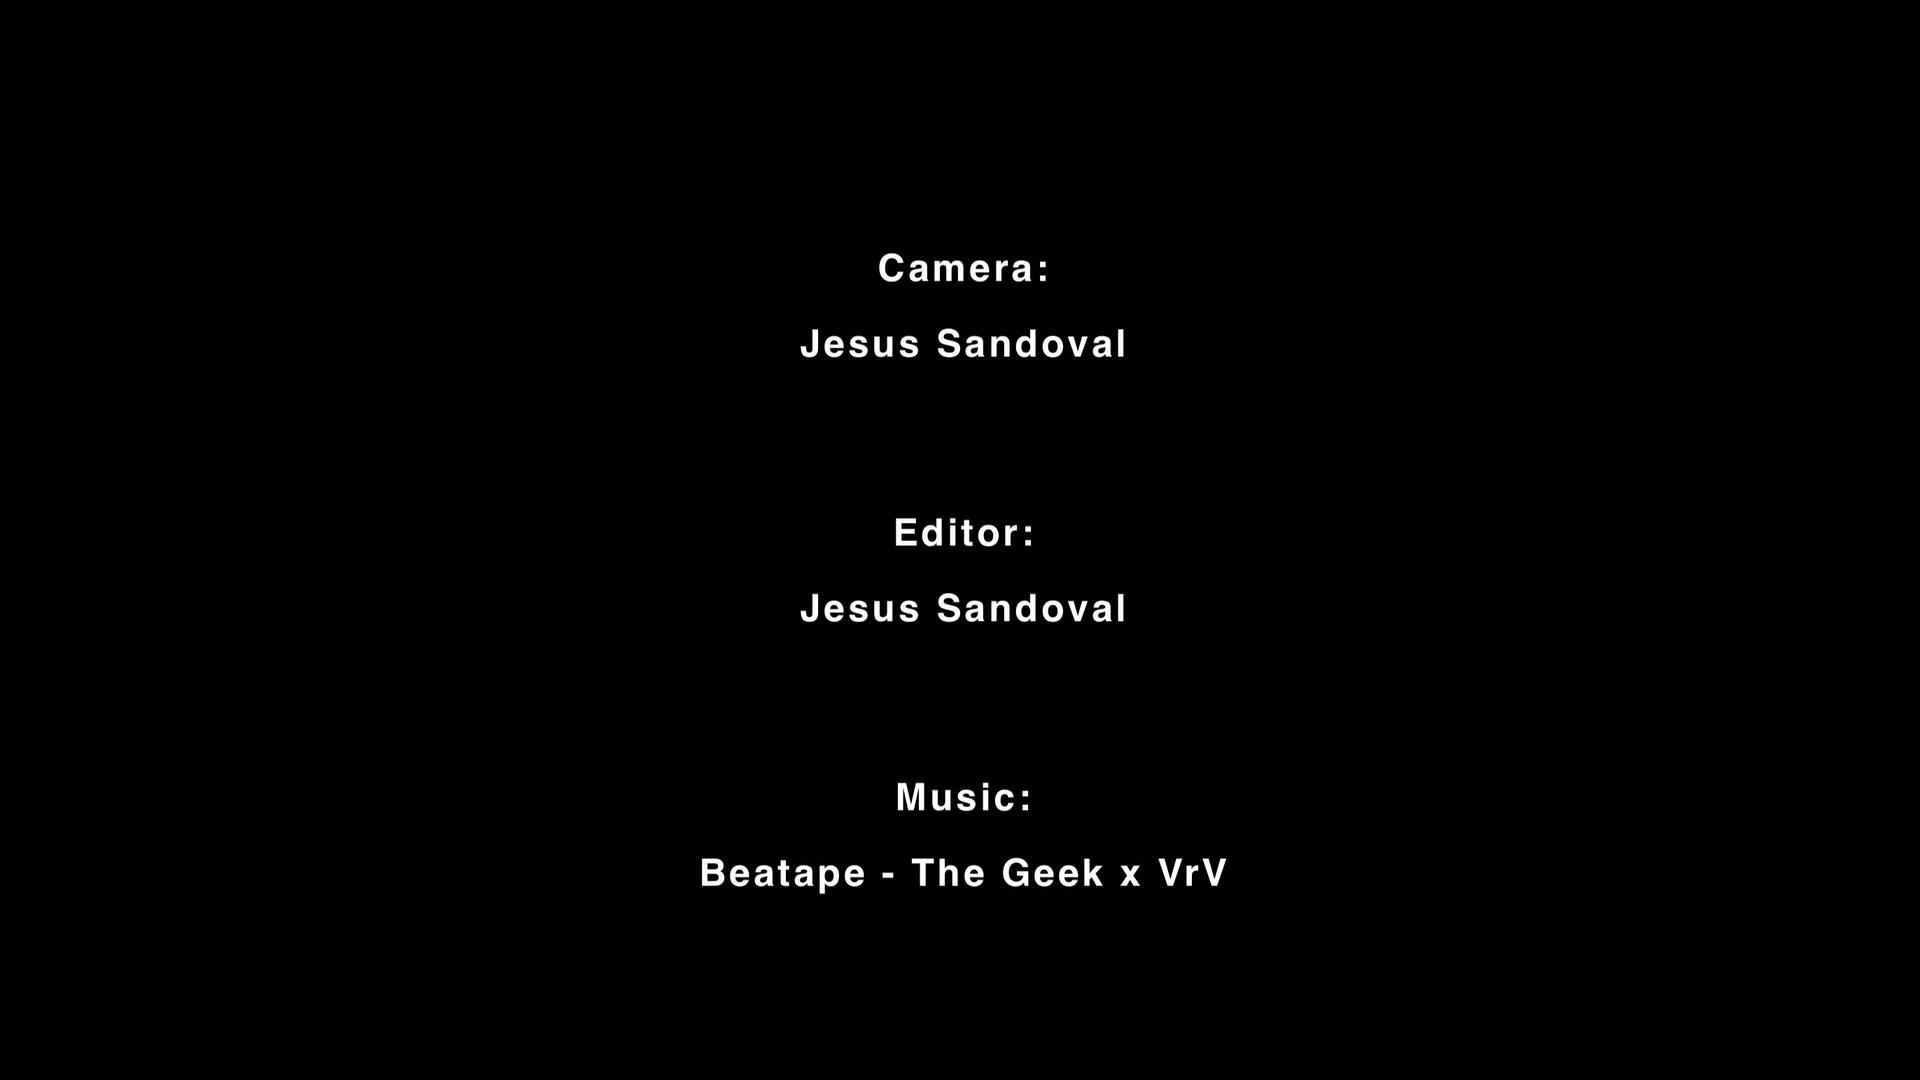 Camera:
Jesus Sandoval
Editor:
Jesus Sandoval
Music:
Beatape - The Geek x VrV